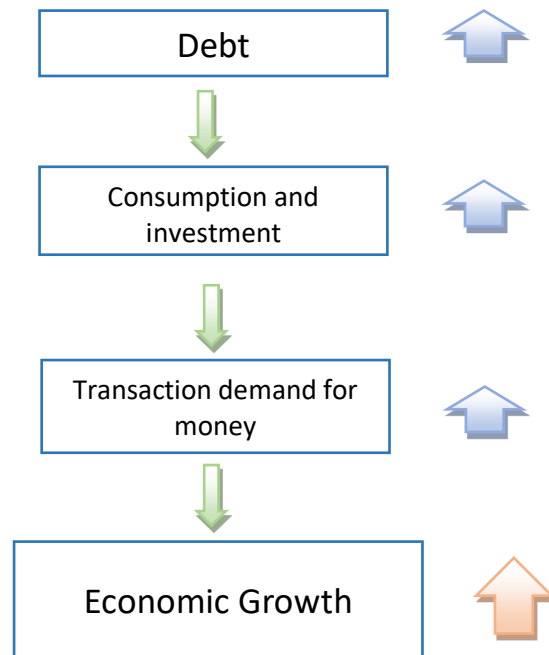 Debt
Consumption and
investment
Transaction demand for
money
Economic Growth